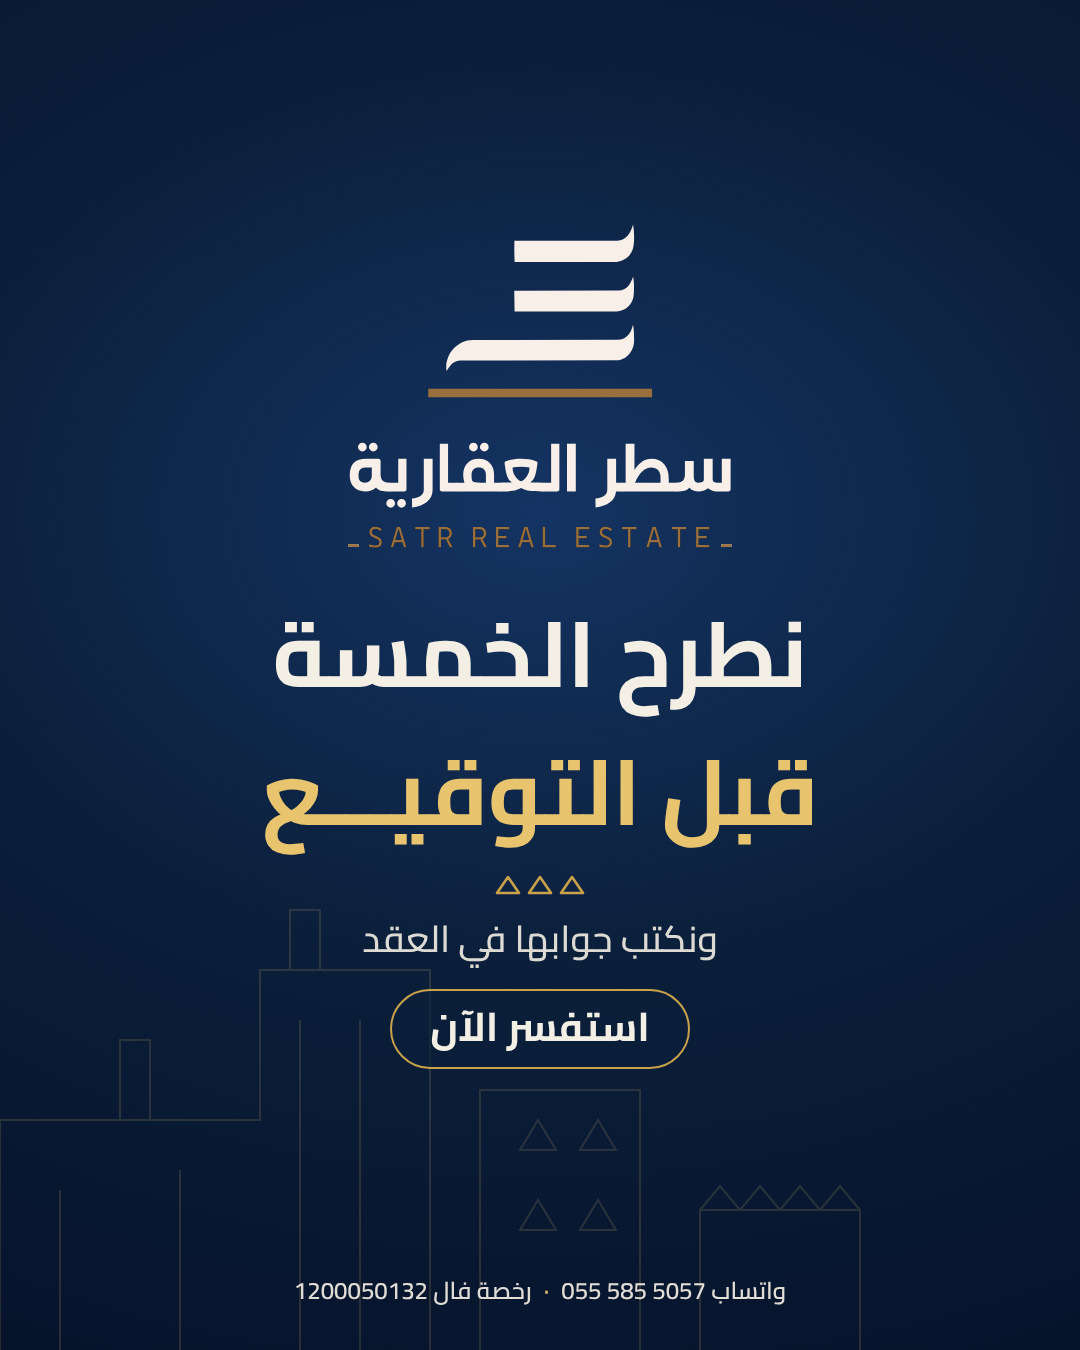 سطر العقارية
SATR REAL ESTATE
نطرح الخمسة
قبل التوقيـــع
ونكتب جوابها في العقد
استفسر الآن
واتساب 5057 585 055 · رخصة فال 1200050132